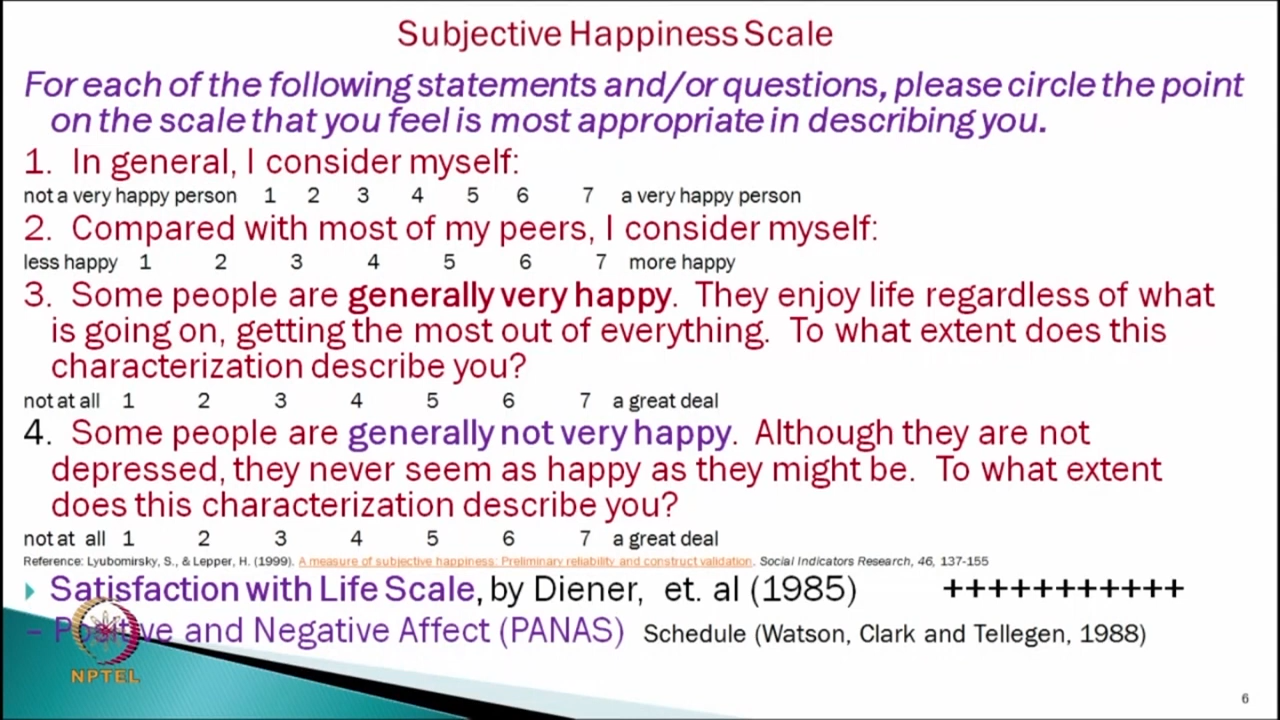 Subjective Happiness Scale
For each of the following statements and/or questions, please circle the point
on the scale that you feel is most appropriate in describing you.
1. In general, I consider myself:
not a very happy person 1 2 3 4 5 6 7 a very happy person
2. Compared with most of my peers, I consider myself:
less happy 1 2 3 4 5 6 7 more happy
3. Some people are generally very happy. They enjoy life regardless of what
is going on, getting the most out of everything. To what extent does this
characterization describe you?
not at all 1 2 3 4 5 6 7 a great deal
4. Some people are generally not very happy. Although they are not
depressed, they never seem as happy as they might be. To what extent
does this characterization describe you?
not at all 1 2 3 4 5 6 7 a great deal
Reference: Lyubomirsky, S., & Lepper, H. (1999). A measure of subjective happiness: Preliminary reliability and construct validation. Social Indicators Research, 46, 137-155
Satisfaction with Life Scale, by Diener, et. al (1985) +++++++++++
– Positive and Negative Affect (PANAS) Schedule (Watson, Clark and Tellegen, 1988)
NPTEL
6